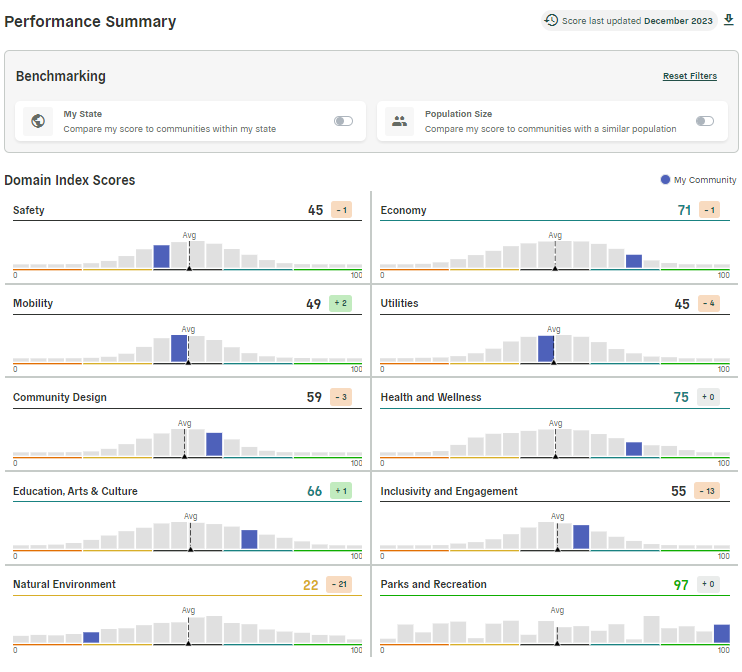 Performance Summary
Score last updated December 2023
Benchmarking
Reset Filters
My State
Compare my score to communities within my state
Population Size
Compare my score to communities with a similar population
Domain Index Scores
My Community
Safety 45 - 1
Avg
0 100
Economy 71 - 1
Avg
0 100
Mobility 49 + 2
Avg
0 100
Utilities 45 - 4
Avg
0 100
Community Design 59 - 3
Avg
0 100
Health and Wellness 75 + 0
Avg
0 100
Education, Arts & Culture 66 + 1
Avg
0 100
Inclusivity and Engagement 55 - 13
Avg
0 100
Natural Environment 22 - 21
Avg
0 100
Parks and Recreation 97 + 0
Avg
0 100